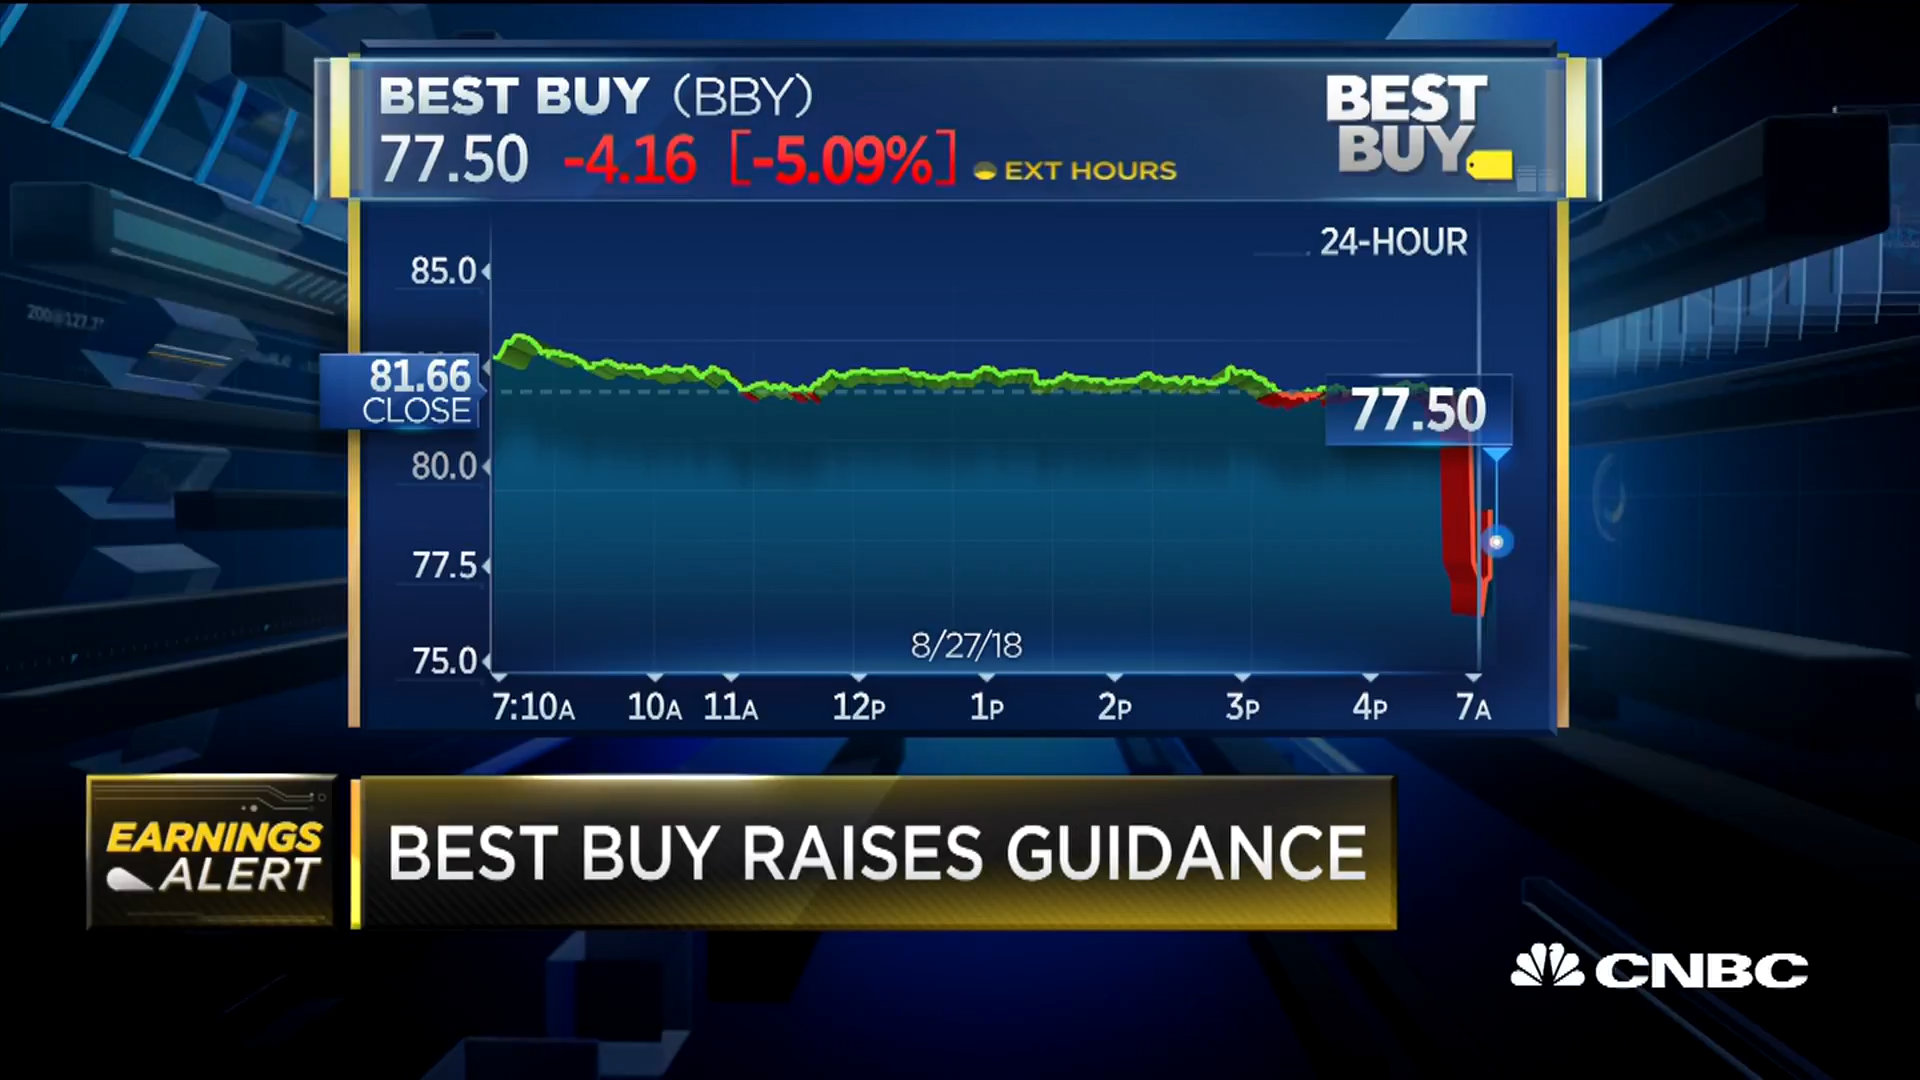 BEST BUY (BBY)
77.50 -4.16 [-5.09%] EXT HOURS
BEST
BUY
24-HOUR
85.0
81.66
CLOSE
77.50
80.0
77.5
75.0
8/27/18
7:10A 10A 11A 12P 1P 2P 3P 4P 7A
EARNINGS
ALERT
BEST BUY RAISES GUIDANCE
CNBC